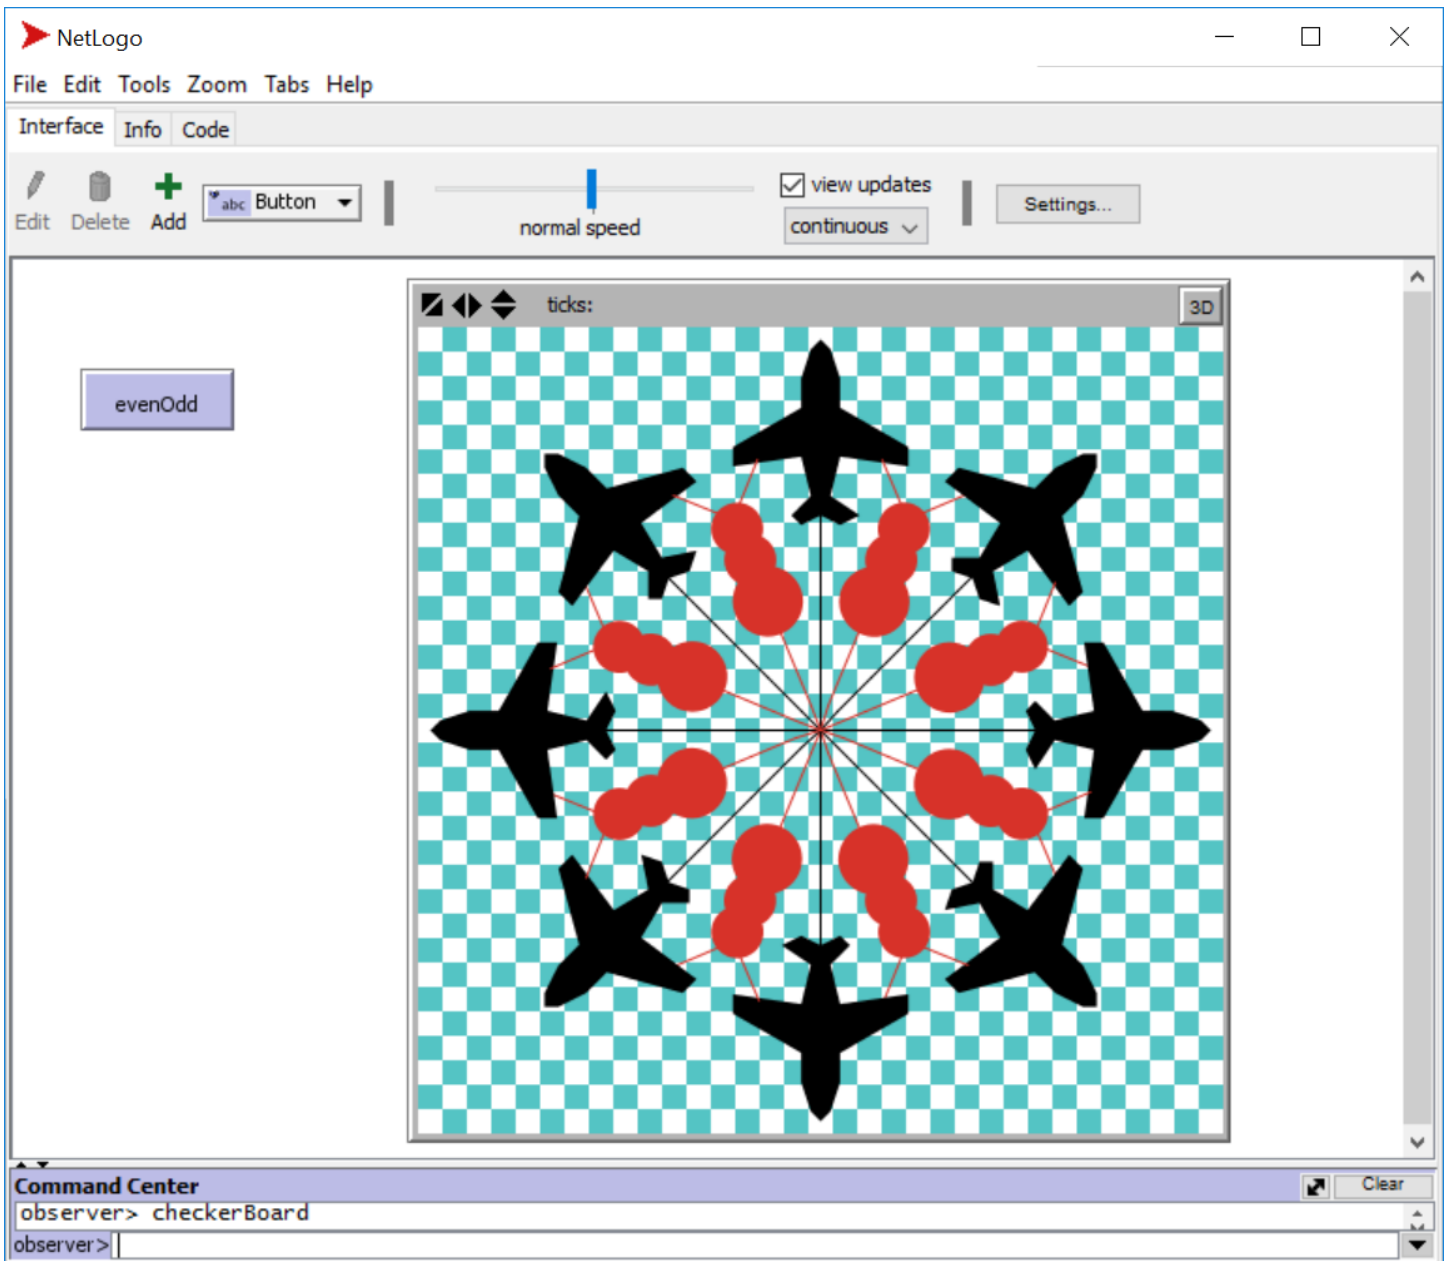 NetLogo
File Edit Tools Zoom Tabs Help
Interface Info Code
Edit Delete Add abc Button normal speed view updates continuous Settings...
ticks: 3D
evenOdd
Command Center Clear
observer> checkerBoard
observer>